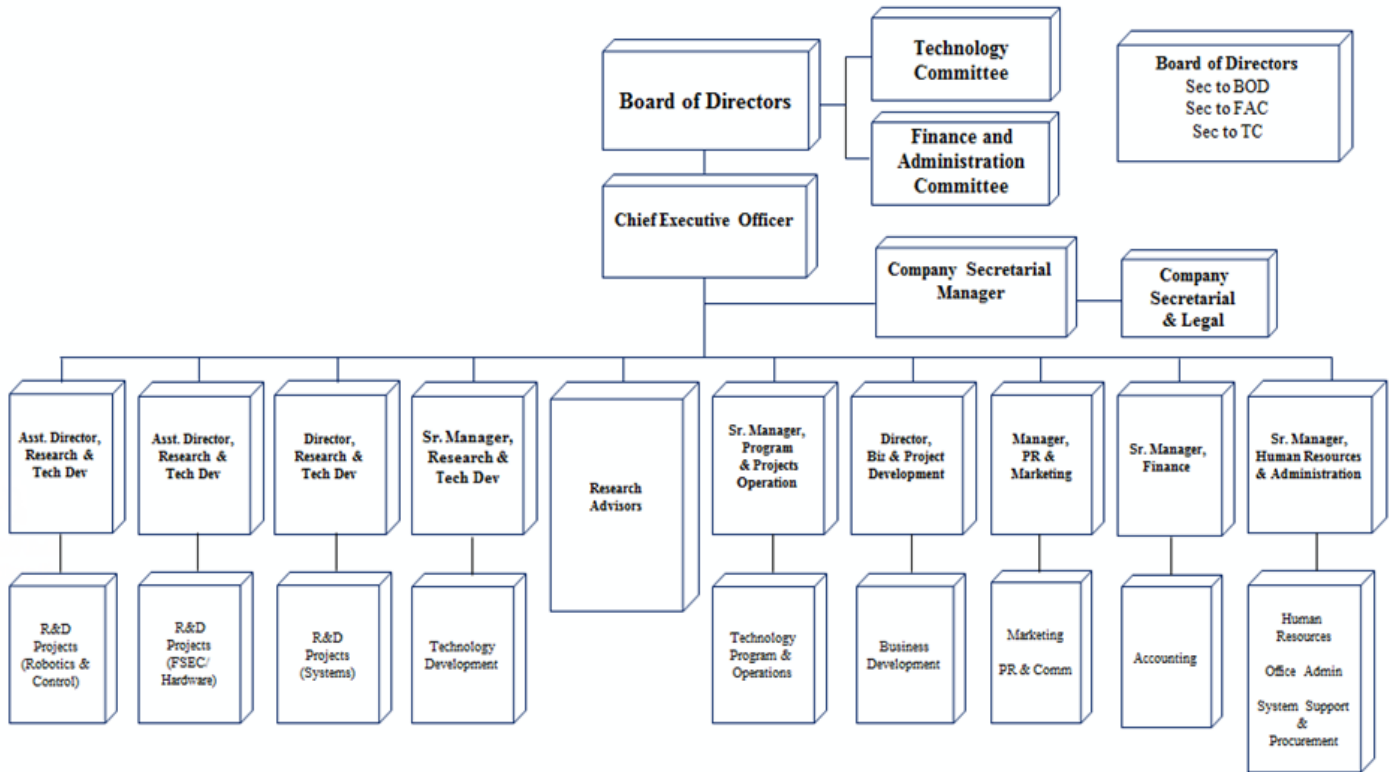 Technology
Committee
Board of Directors
Sec to BOD
Sec to FAC
Sec to TC
Board of Directors
Finance and
Administration
Committee
Chief Executive Officer
Company Secretarial
Manager
Company
Secretarial
& Legal
Asst. Director,
Research &
Tech Dev
Asst. Director,
Research &
Tech Dev
Director,
Research &
Tech Dev
Sr. Manager,
Research &
Tech Dev
Research
Advisors
Sr. Manager,
Program
& Projects
Operation
Director,
Biz & Project
Development
Manager,
PR &
Marketing
Sr. Manager,
Finance
Sr. Manager,
Human Resources
& Administration
R&D
Projects
(Robotics &
Control)
R&D
Projects
(FSEC/
Hardware)
R&D
Projects
(Systems)
Technology
Development
Technology
Program &
Operations
Business
Development
Marketing
PR & Comm
Accounting
Human
Resources
Office Admin
System Support
&
Procurement